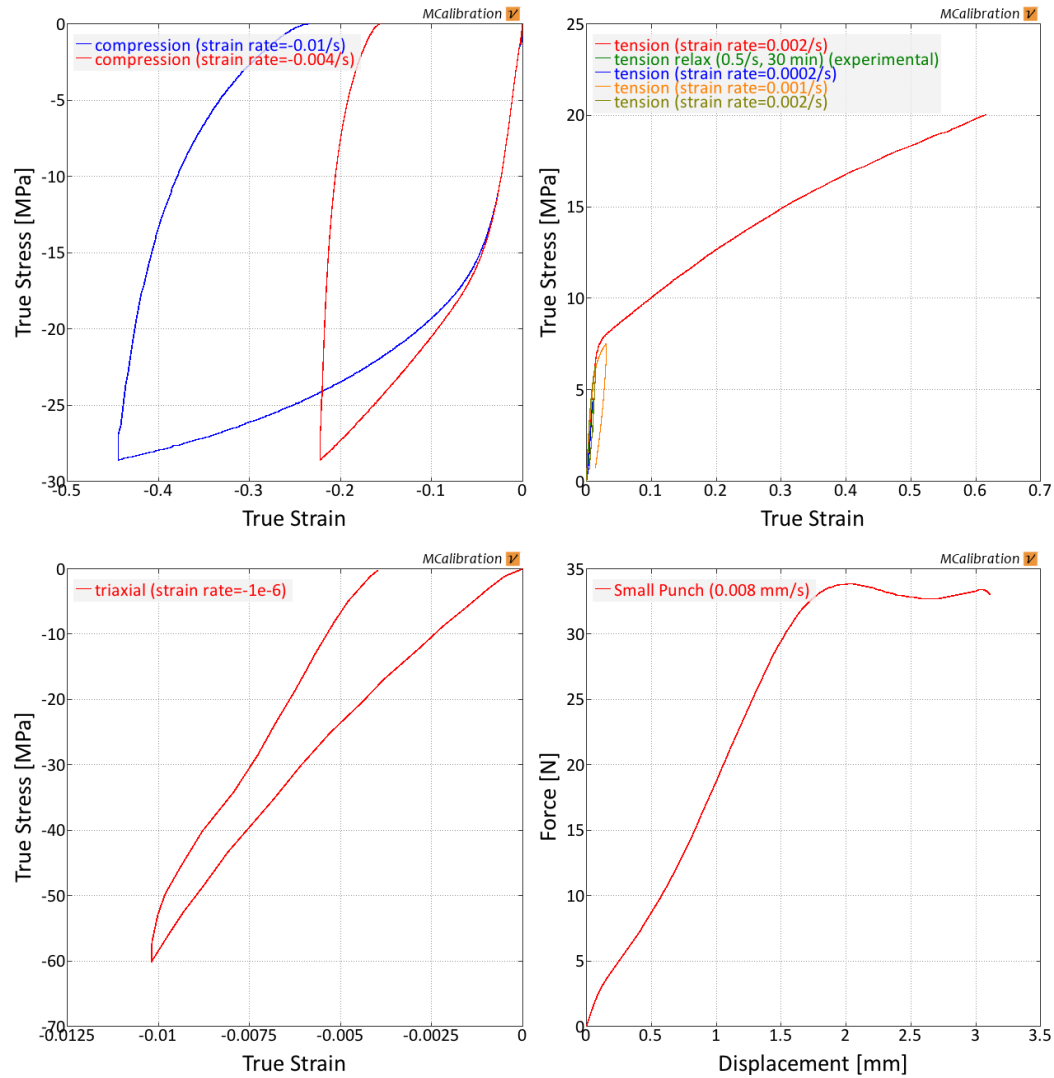 MCalibration V
compression (strain rate=-0.01/s)
compression (strain rate=-0.004/s)
0
-5
-10
-15
-20
-25
-30
-0.5
-0.4
-0.3
-0.2
-0.1
0
True Stress [MPa]
True Strain
MCalibration V
tension (strain rate=0.002/s)
tension relax (0.5/s, 30 min) (experimental)
tension (strain rate=0.0002/s)
tension (strain rate=0.001/s)
tension (strain rate=0.002/s)
25
20
15
10
5
0
0
0.1
0.2
0.3
0.4
0.5
0.6
0.7
True Stress [MPa]
True Strain
MCalibration V
triaxial (strain rate=-1e-6)
0
-10
-20
-30
-40
-50
-60
-70
-0.0125
-0.01
-0.0075
-0.005
-0.0025
0
True Stress [MPa]
True Strain
MCalibration V
Small Punch (0.008 mm/s)
35
30
25
20
15
10
5
0
0
0.5
1
1.5
2
2.5
3
3.5
Force [N]
Displacement [mm]